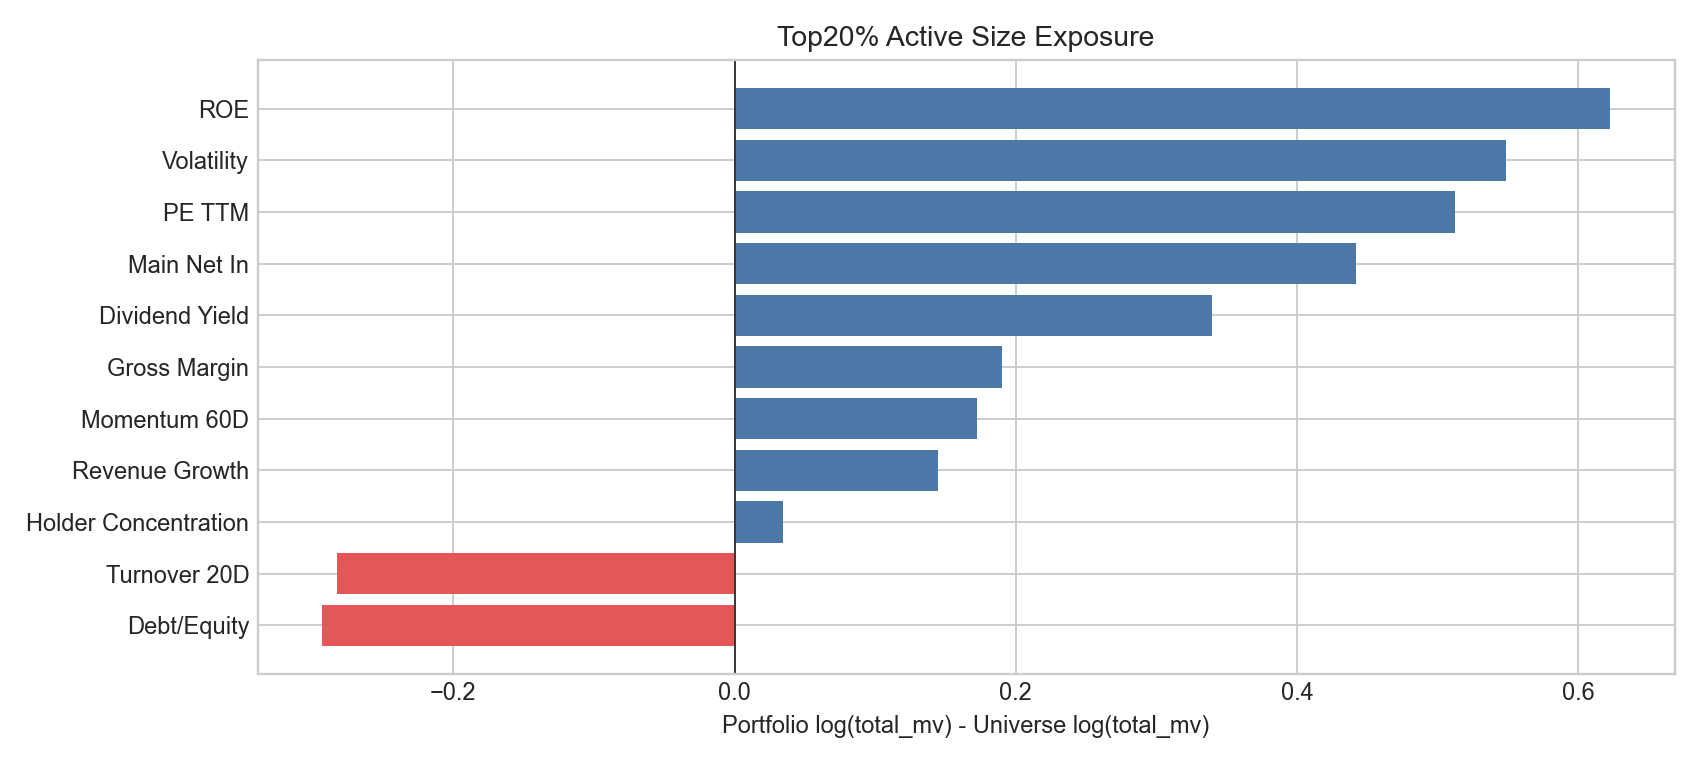 Top20% Active Size Exposure
ROE
Volatility
PE TTM
Main Net In
Dividend Yield
Gross Margin
Momentum 60D
Revenue Growth
Holder Concentration
Turnover 20D
Debt/Equity
−0.2 0.0 0.2 0.4 0.6
Portfolio log(total_mv) - Universe log(total_mv)